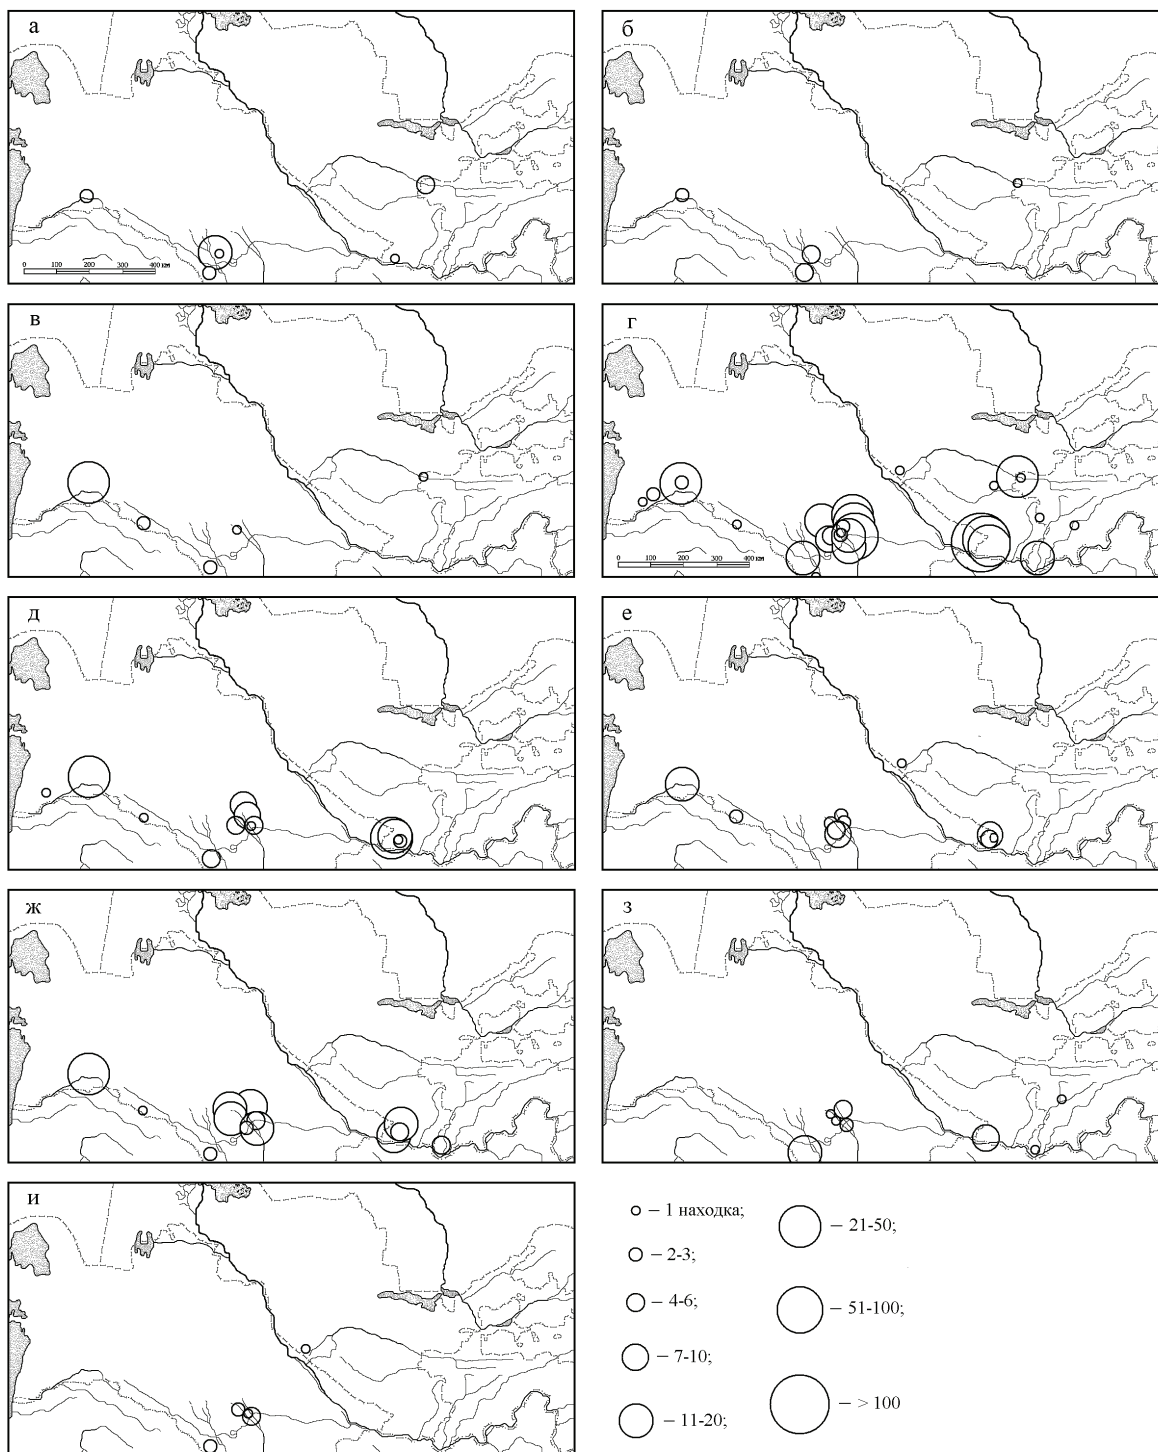 а
0 100 200 300 400 км
б
в
г
0 100 200 300 400 км
д
е
ж
з
и
– 1 находка;
– 2-3;
– 4-6;
– 7-10;
– 11-20;
– 21-50;
– 51-100;
– > 100